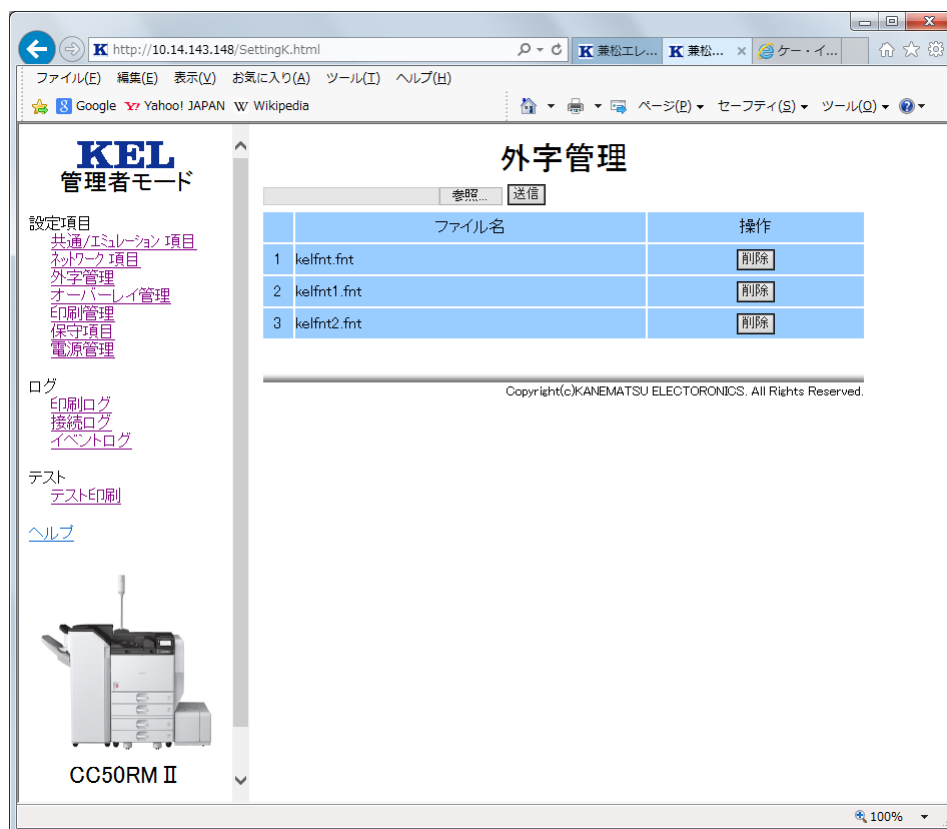 http://10.14.143.148/SettingK.html
兼松エレ...
兼松...
ケー・イ...
ファイル(F) 編集(E) 表示(V) お気に入り(A) ツール(T) ヘルプ(H)
Google Yahoo! JAPAN Wikipedia
ページ(P) セーフティ(S) ツール(O)
KEL
管理者モード
設定項目
共通/エミュレーション 項目
ネットワーク 項目
外字管理
オーバーレイ管理
印刷管理
保守項目
電源管理
ログ
印刷ログ
接続ログ
イベントログ
テスト
テスト印刷
ヘルプ
CC50RM II
外字管理
参照... 送信
ファイル名 操作
1 kelfnt.fnt 削除
2 kelfnt1.fnt 削除
3 kelfnt2.fnt 削除
Copyright(c)KANEMATSU ELECTORONICS. All Rights Reserved.
100%